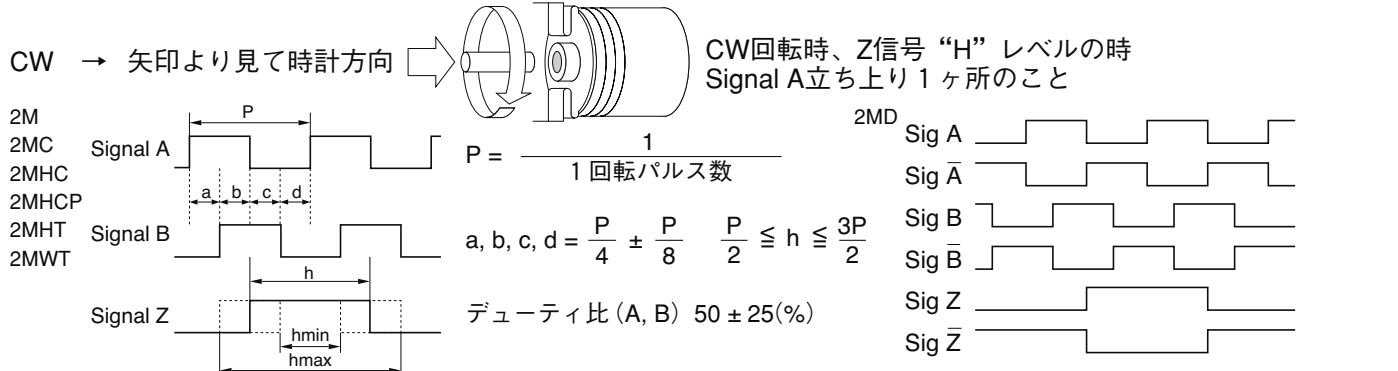 CW → 矢印より見て時計方向
CW回転時、Z信号“H”レベルの時
Signal A立ち上り1ヶ所のこと
2M
2MC
2MHC
2MHCP
2MHT
2MWT
Signal A
P
a b c d
Signal B
h
Signal Z
hmin
hmax
P = 1 / 1回転パルス数
a, b, c, d = P/4 ± P/8 P/2 ≦ h ≦ 3P/2
デューティ比(A, B) 50 ± 25(%)
2MD
Sig A
Sig A̅
Sig B
Sig B̅
Sig Z
Sig Z̅